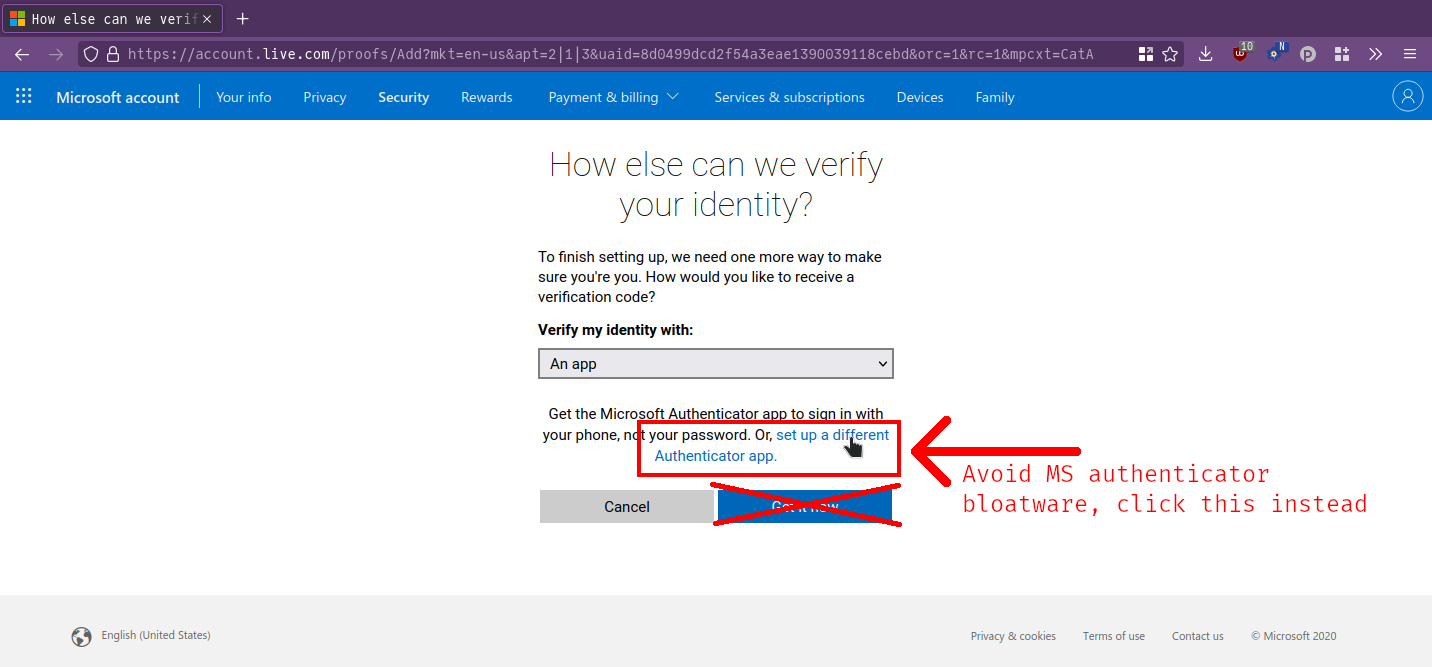 How else can we verif
https://account.live.com/proofs/Add?mkt=en-us&apt=2|1|3&uaid=8d0499dcd2f54a3eae1390039118cebd&orc=1&rc=1&mpcxt=CatA
10
N
Microsoft account
Your info
Privacy
Security
Rewards
Payment & billing
Services & subscriptions
Devices
Family
How else can we verify
your identity?
To finish setting up, we need one more way to make
sure you're you. How would you like to receive a
verification code?
Verify my identity with:
An app
Get the Microsoft Authenticator app to sign in with
your phone, not your password. Or, set up a different
Authenticator app.
Avoid MS authenticator
bloatware, click this instead
Cancel
Get it now
English (United States)
Privacy & cookies
Terms of use
Contact us
© Microsoft 2020